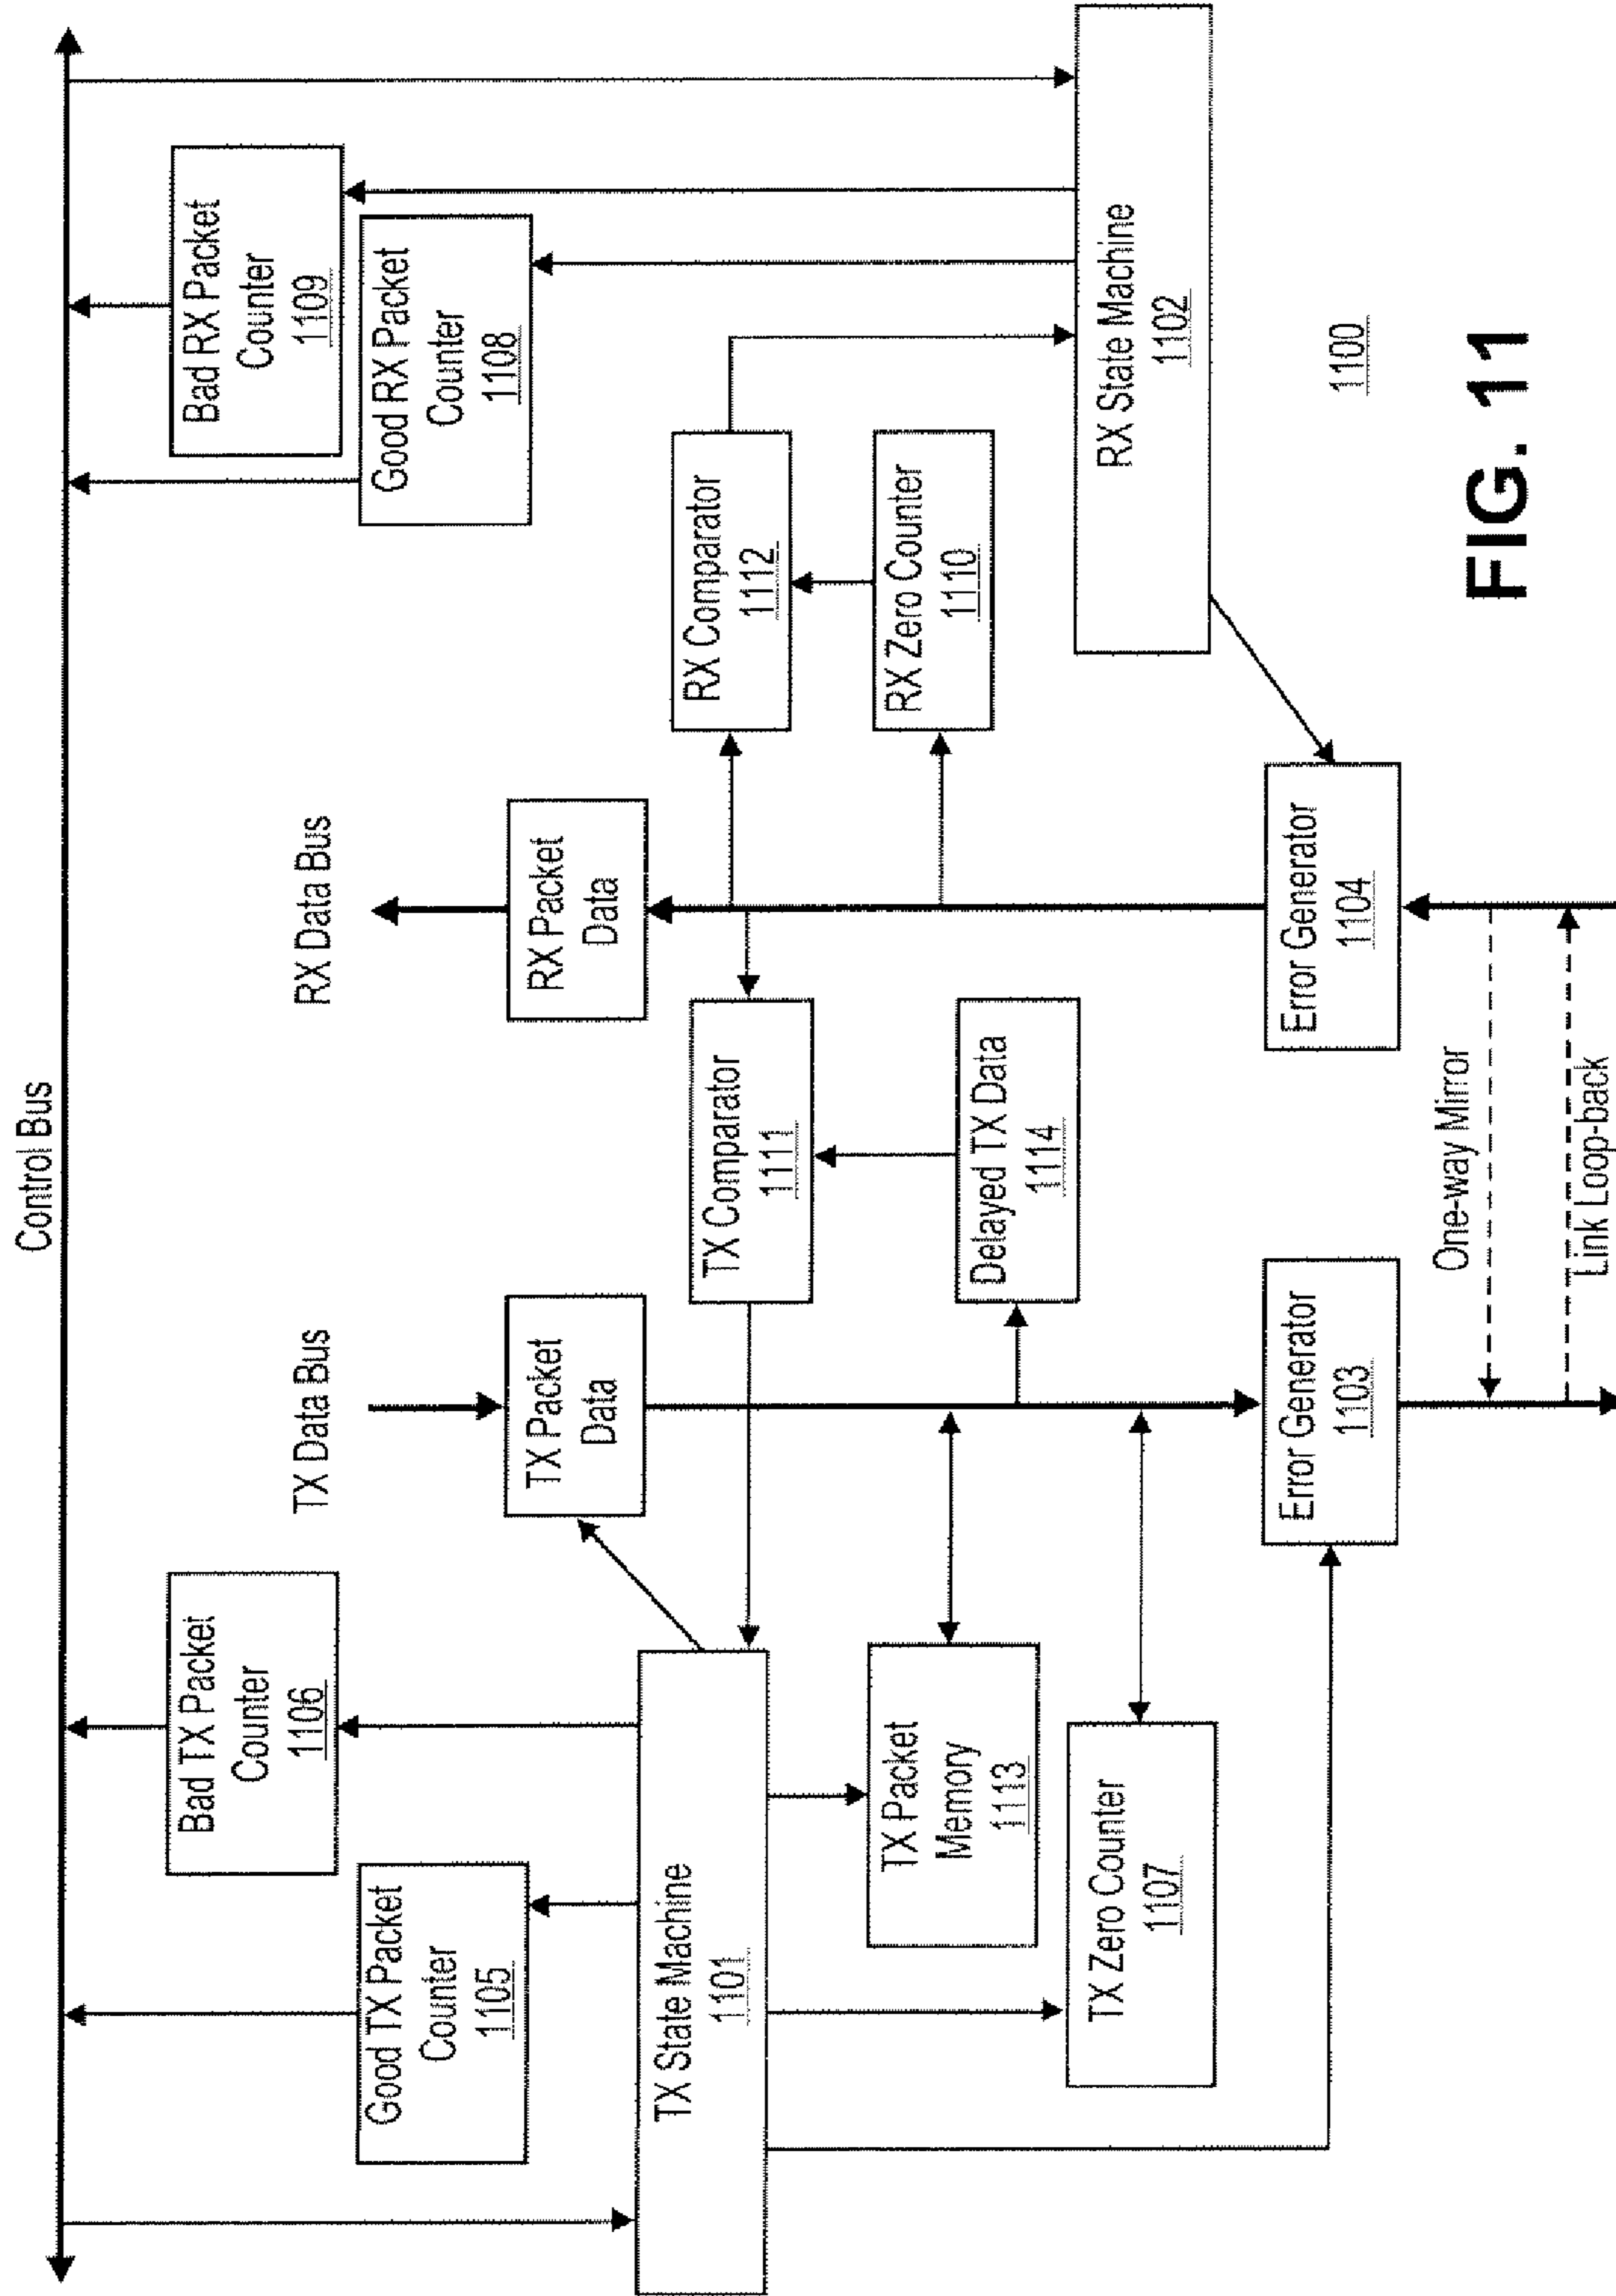 Control Bus
TX Data Bus
RX Data Bus
Good TX Packet
Counter
1105
Bad TX Packet
Counter
1106
TX State Machine
1101
TX Packet
Memory
1113
TX Zero Counter
1107
TX Packet
Data
TX Comparator
1111
Delayed TX Data
1114
Error Generator
1103
RX Packet
Data
Error Generator
1104
One-way Mirror
Link Loop-back
RX Comparator
1112
RX Zero Counter
1110
Good RX Packet
Counter
1108
Bad RX Packet
Counter
1109
RX State Machine
1102
1100
FIG. 11